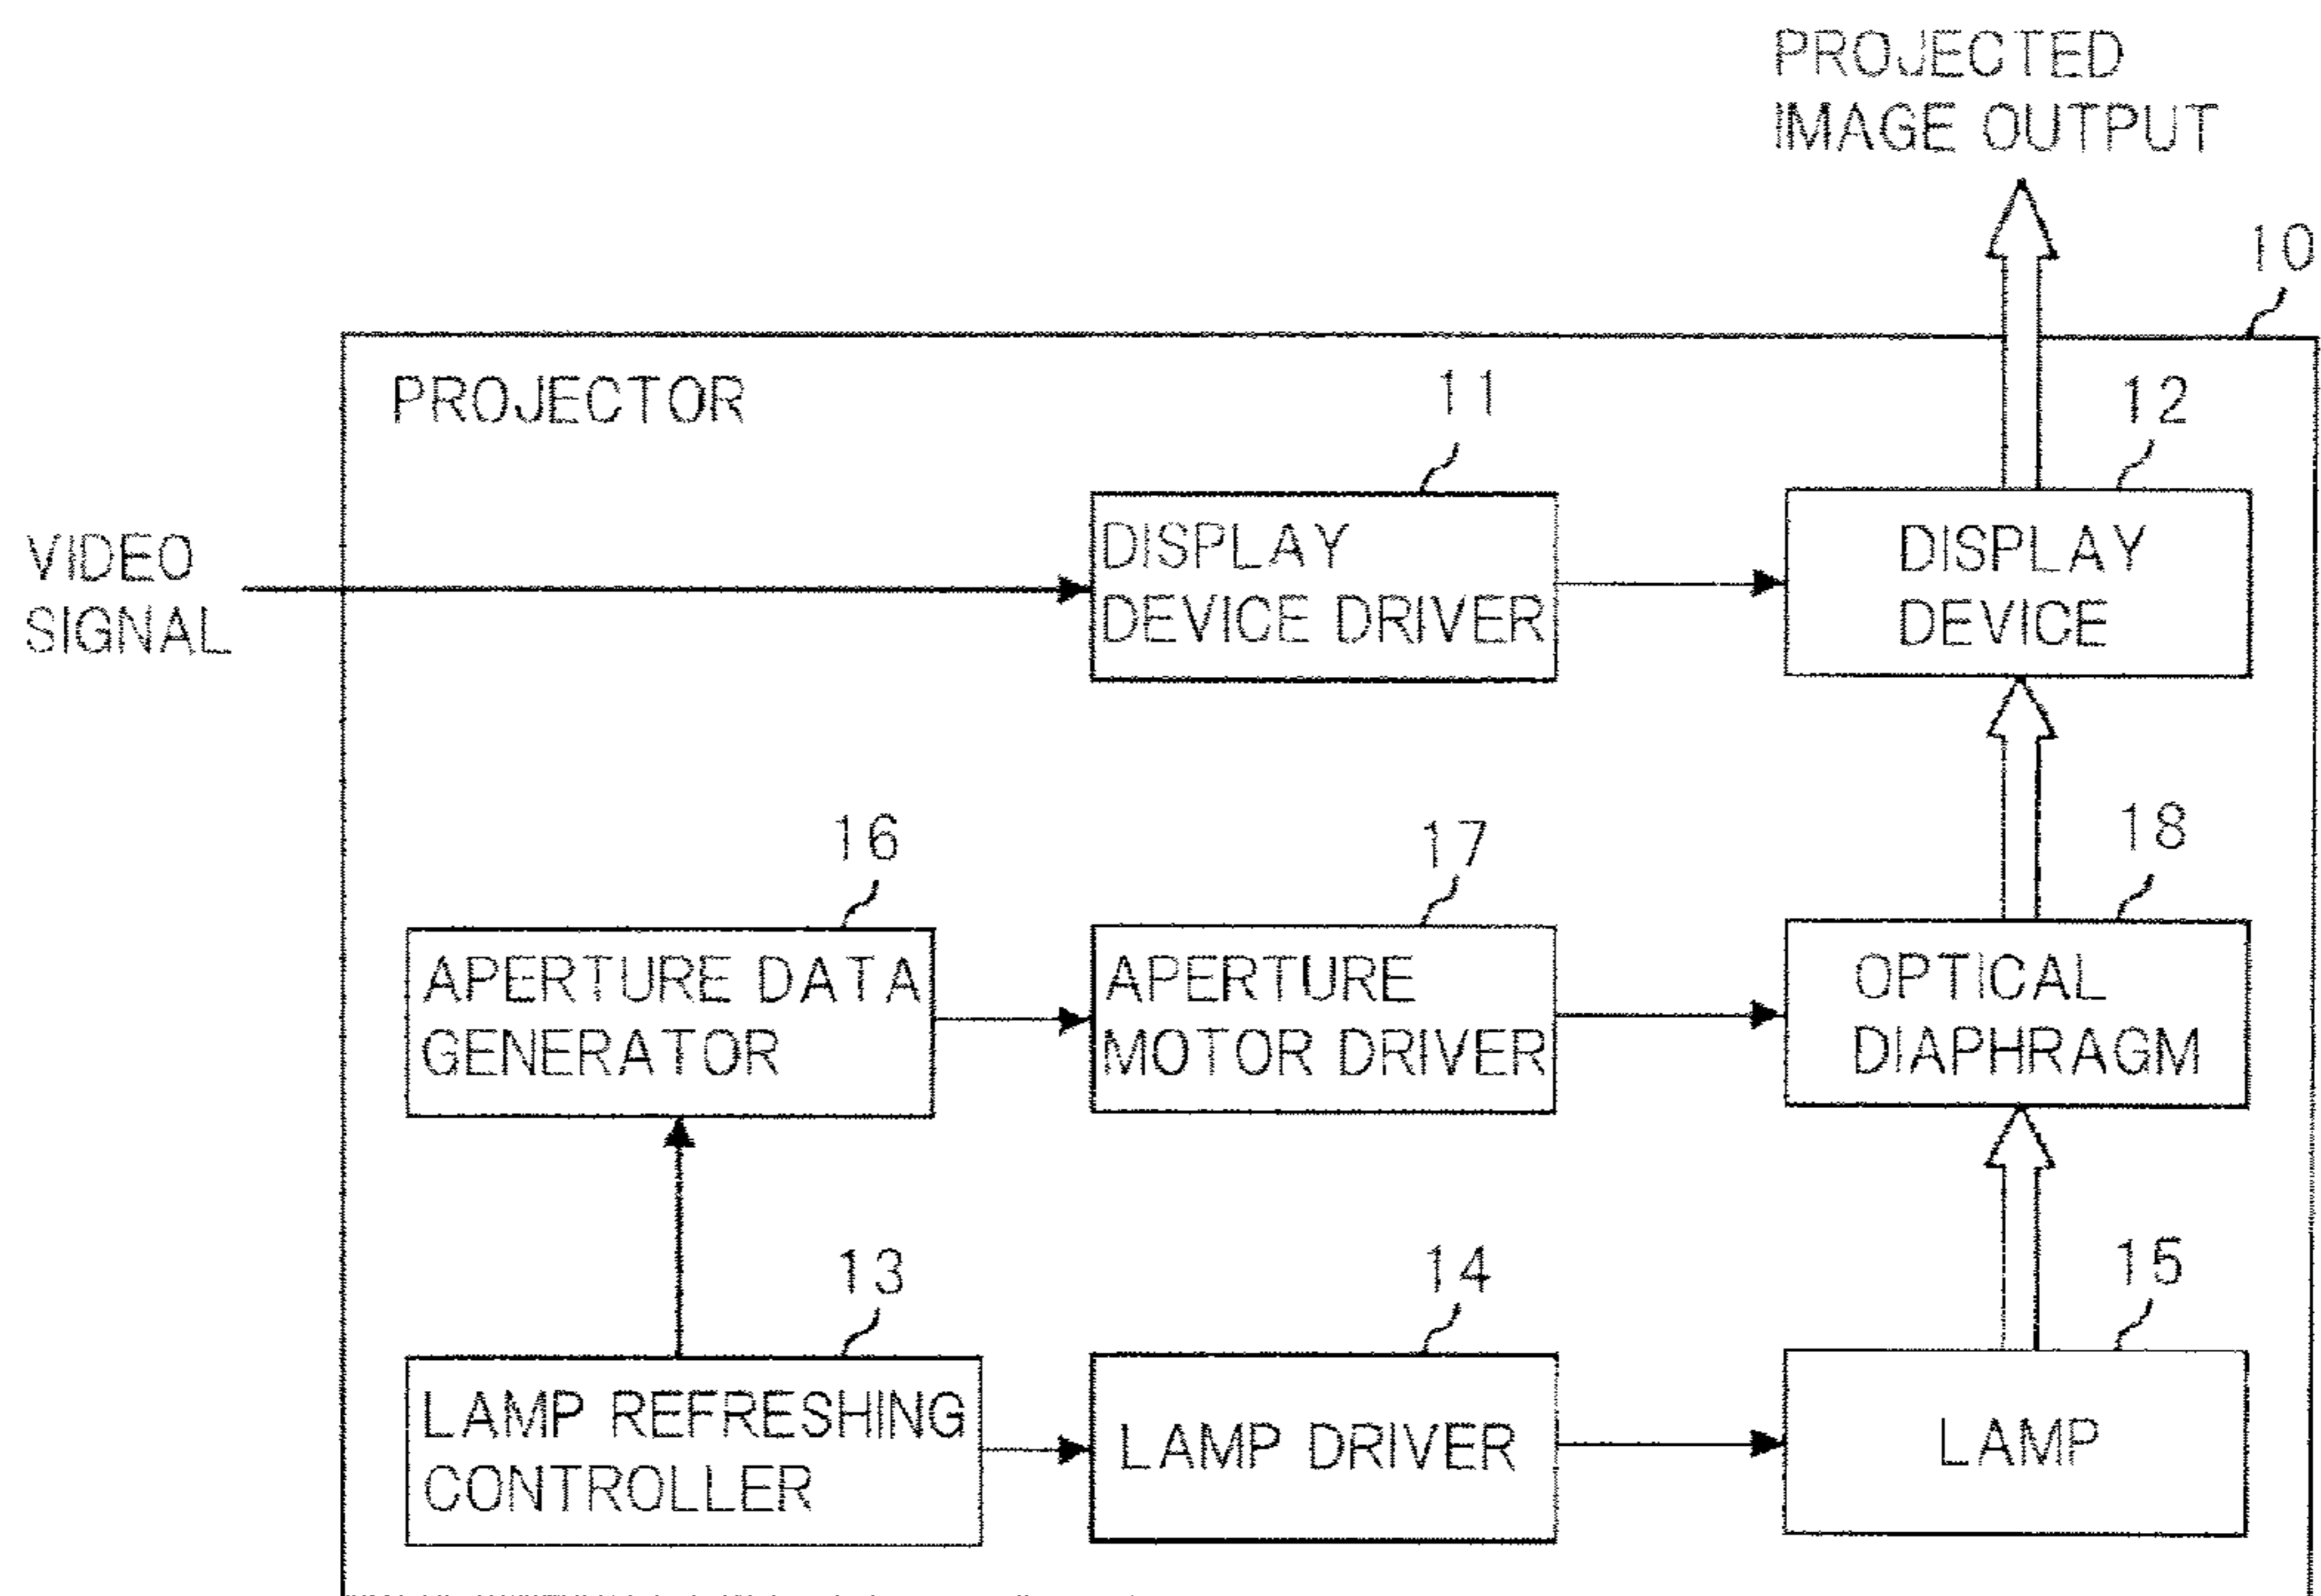 PROJECTED
IMAGE OUTPUT
10
PROJECTOR
11
12
VIDEO
SIGNAL
DISPLAY
DEVICE DRIVER
DISPLAY
DEVICE
16
17
18
APERTURE DATA
GENERATOR
APERTURE
MOTOR DRIVER
OPTICAL
DIAPHRAGM
13
14
15
LAMP REFRESHING
CONTROLLER
LAMP DRIVER
LAMP